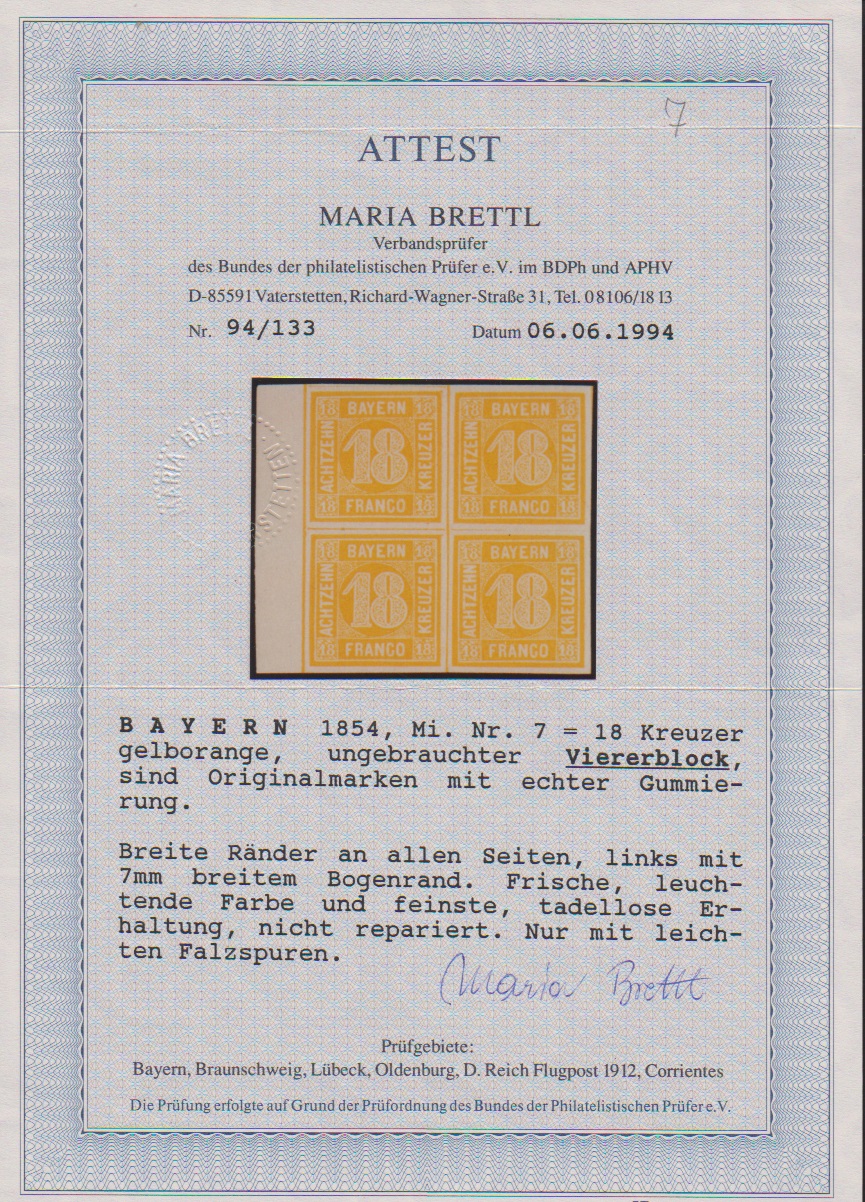 7
ATTEST
MARIA BRETTL
Verbandsprüfer
des Bundes der philatelistischen Prüfer e.V. im BDPh und APHV
D-85591 Vaterstetten, Richard-Wagner-Straße 31, Tel. 08106/18 13
Nr. 94/133 Datum 06.06.1994
MARIA BRET
STETTEN
18 BAYERN 18 18 BAYERN 18
ACHTZEHN 18 KREUZER ACHTZEHN 18 KREUZER
18 FRANCO 18 18 FRANCO 18
18 BAYERN 18 18 BAYERN 18
ACHTZEHN 18 KREUZER ACHTZEHN 18 KREUZER
18 FRANCO 18 18 FRANCO 18
B A Y E R N 1854, Mi. Nr. 7 = 18 Kreuzer
gelborange, ungebrauchter Viererblock,
sind Originalmarken mit echter Gummie-
rung.
Breite Ränder an allen Seiten, links mit
7mm breitem Bogenrand. Frische, leuch-
tende Farbe und feinste, tadellose Er-
haltung, nicht repariert. Nur mit leich-
ten Falzspuren.
Maria Brettl
Prüfgebiete:
Bayern, Braunschweig, Lübeck, Oldenburg, D. Reich Flugpost 1912, Corrientes
Die Prüfung erfolgte auf Grund der Prüfordnung des Bundes der Philatelistischen Prüfer e.V.